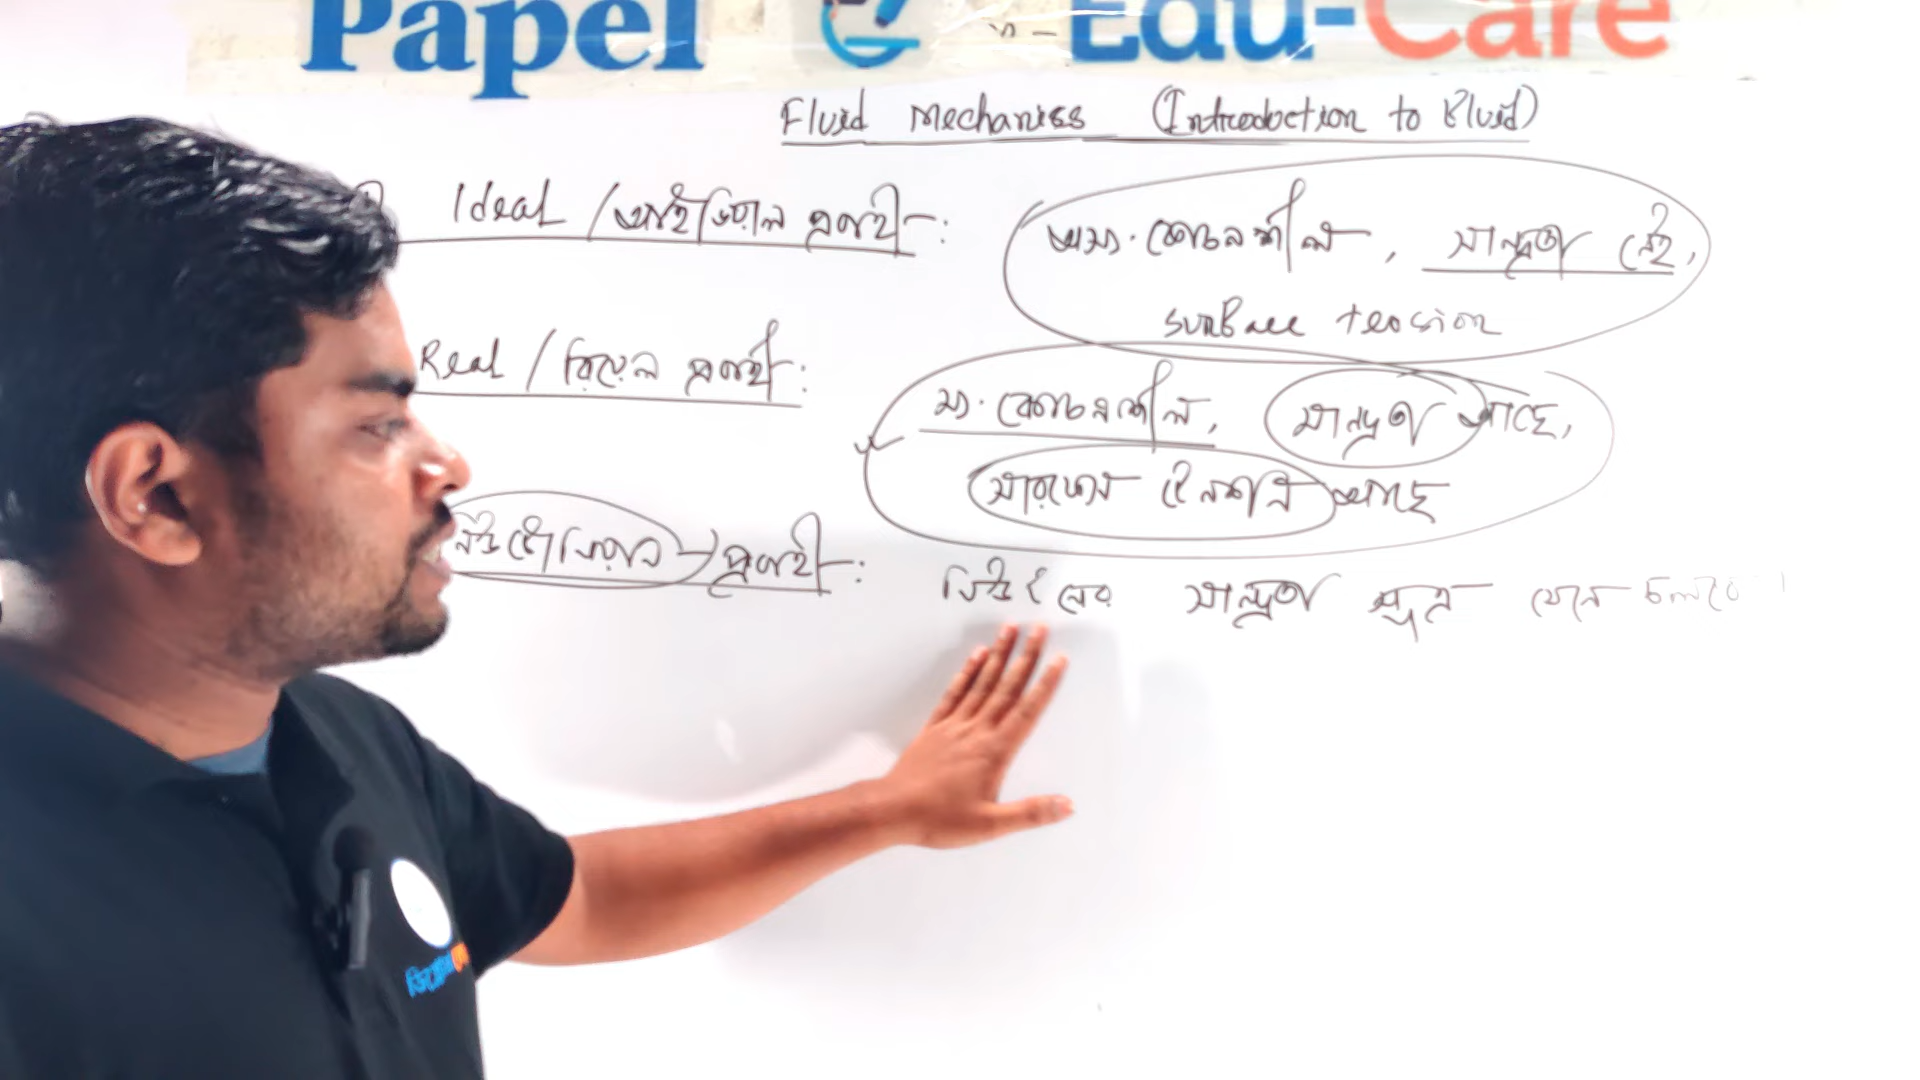 Papel Edu-Care
Fluid Mechanics (Introduction to Fluid)
Ideal / আইডিয়াল প্রবাহী :
অসংকোচনশীল, সান্দ্রতা নেই,
surface tension
Real / রিয়েল প্রবাহী :
সংকোচনশীল, সান্দ্রতা আছে,
সারফেস টেনশন আছে
নিউটোনিয়ান প্রবাহী :
নিউটনের সান্দ্রতা সূত্র মেনে চলবে।